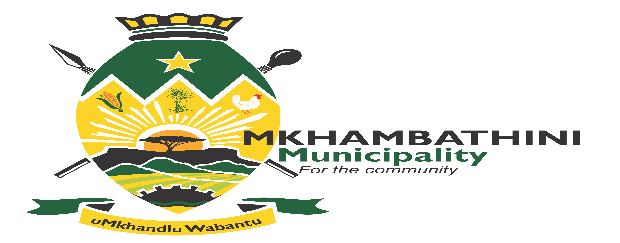 MKHAMBATHINI
Municipality
For the community
uMkhandlu Wabantu